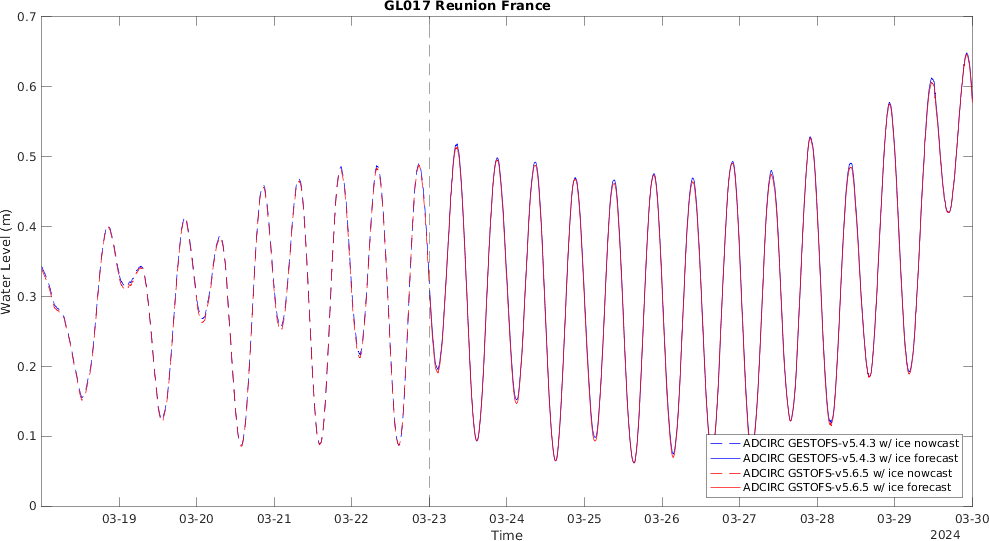 GL017 Reunion France
0.7
0.6
0.5
0.4
0.3
0.2
0.1
0
Water Level (m)
03-19 03-20 03-21 03-22 03-23 03-24 03-25 03-26 03-27 03-28 03-29 03-30
Time
2024
ADCIRC GESTOFS-v5.4.3 w/ ice nowcast
ADCIRC GESTOFS-v5.4.3 w/ ice forecast
ADCIRC GSTOFS-v5.6.5 w/ ice nowcast
ADCIRC GSTOFS-v5.6.5 w/ ice forecast